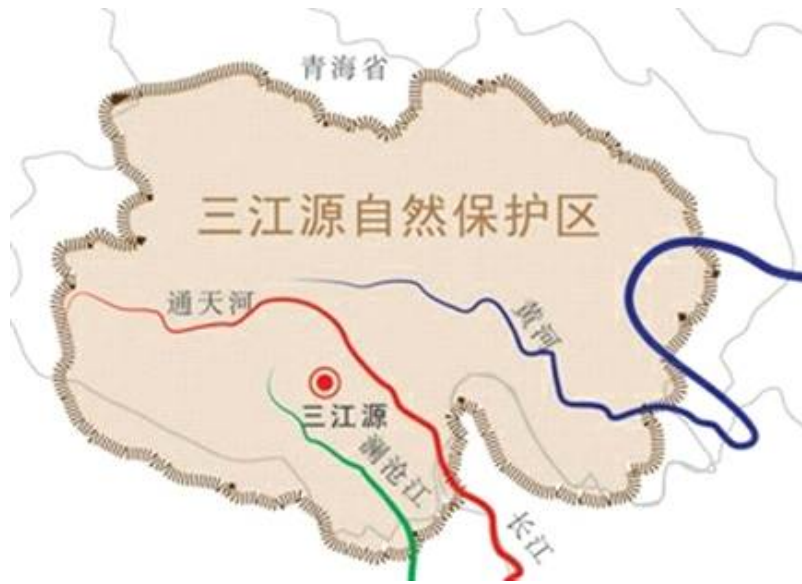 青海省
三江源自然保护区
通天河
黄河
三江源
澜沧江
长江